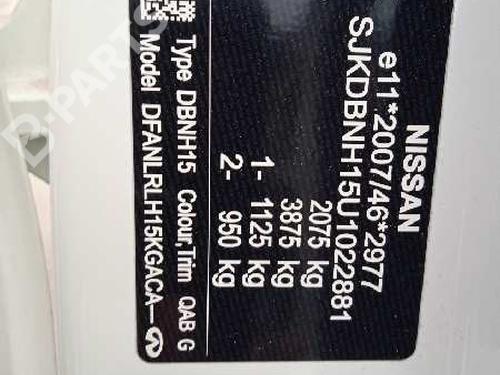 NISSAN
e11*2007/46*2977
SJKDBNH15U1022881
2075 kg
3875 kg
1- 1125 kg
2- 950 kg
Type DBNH15 Colour,Trim QAB G
Model DFANLRLH15KGACA—
B-PARTS